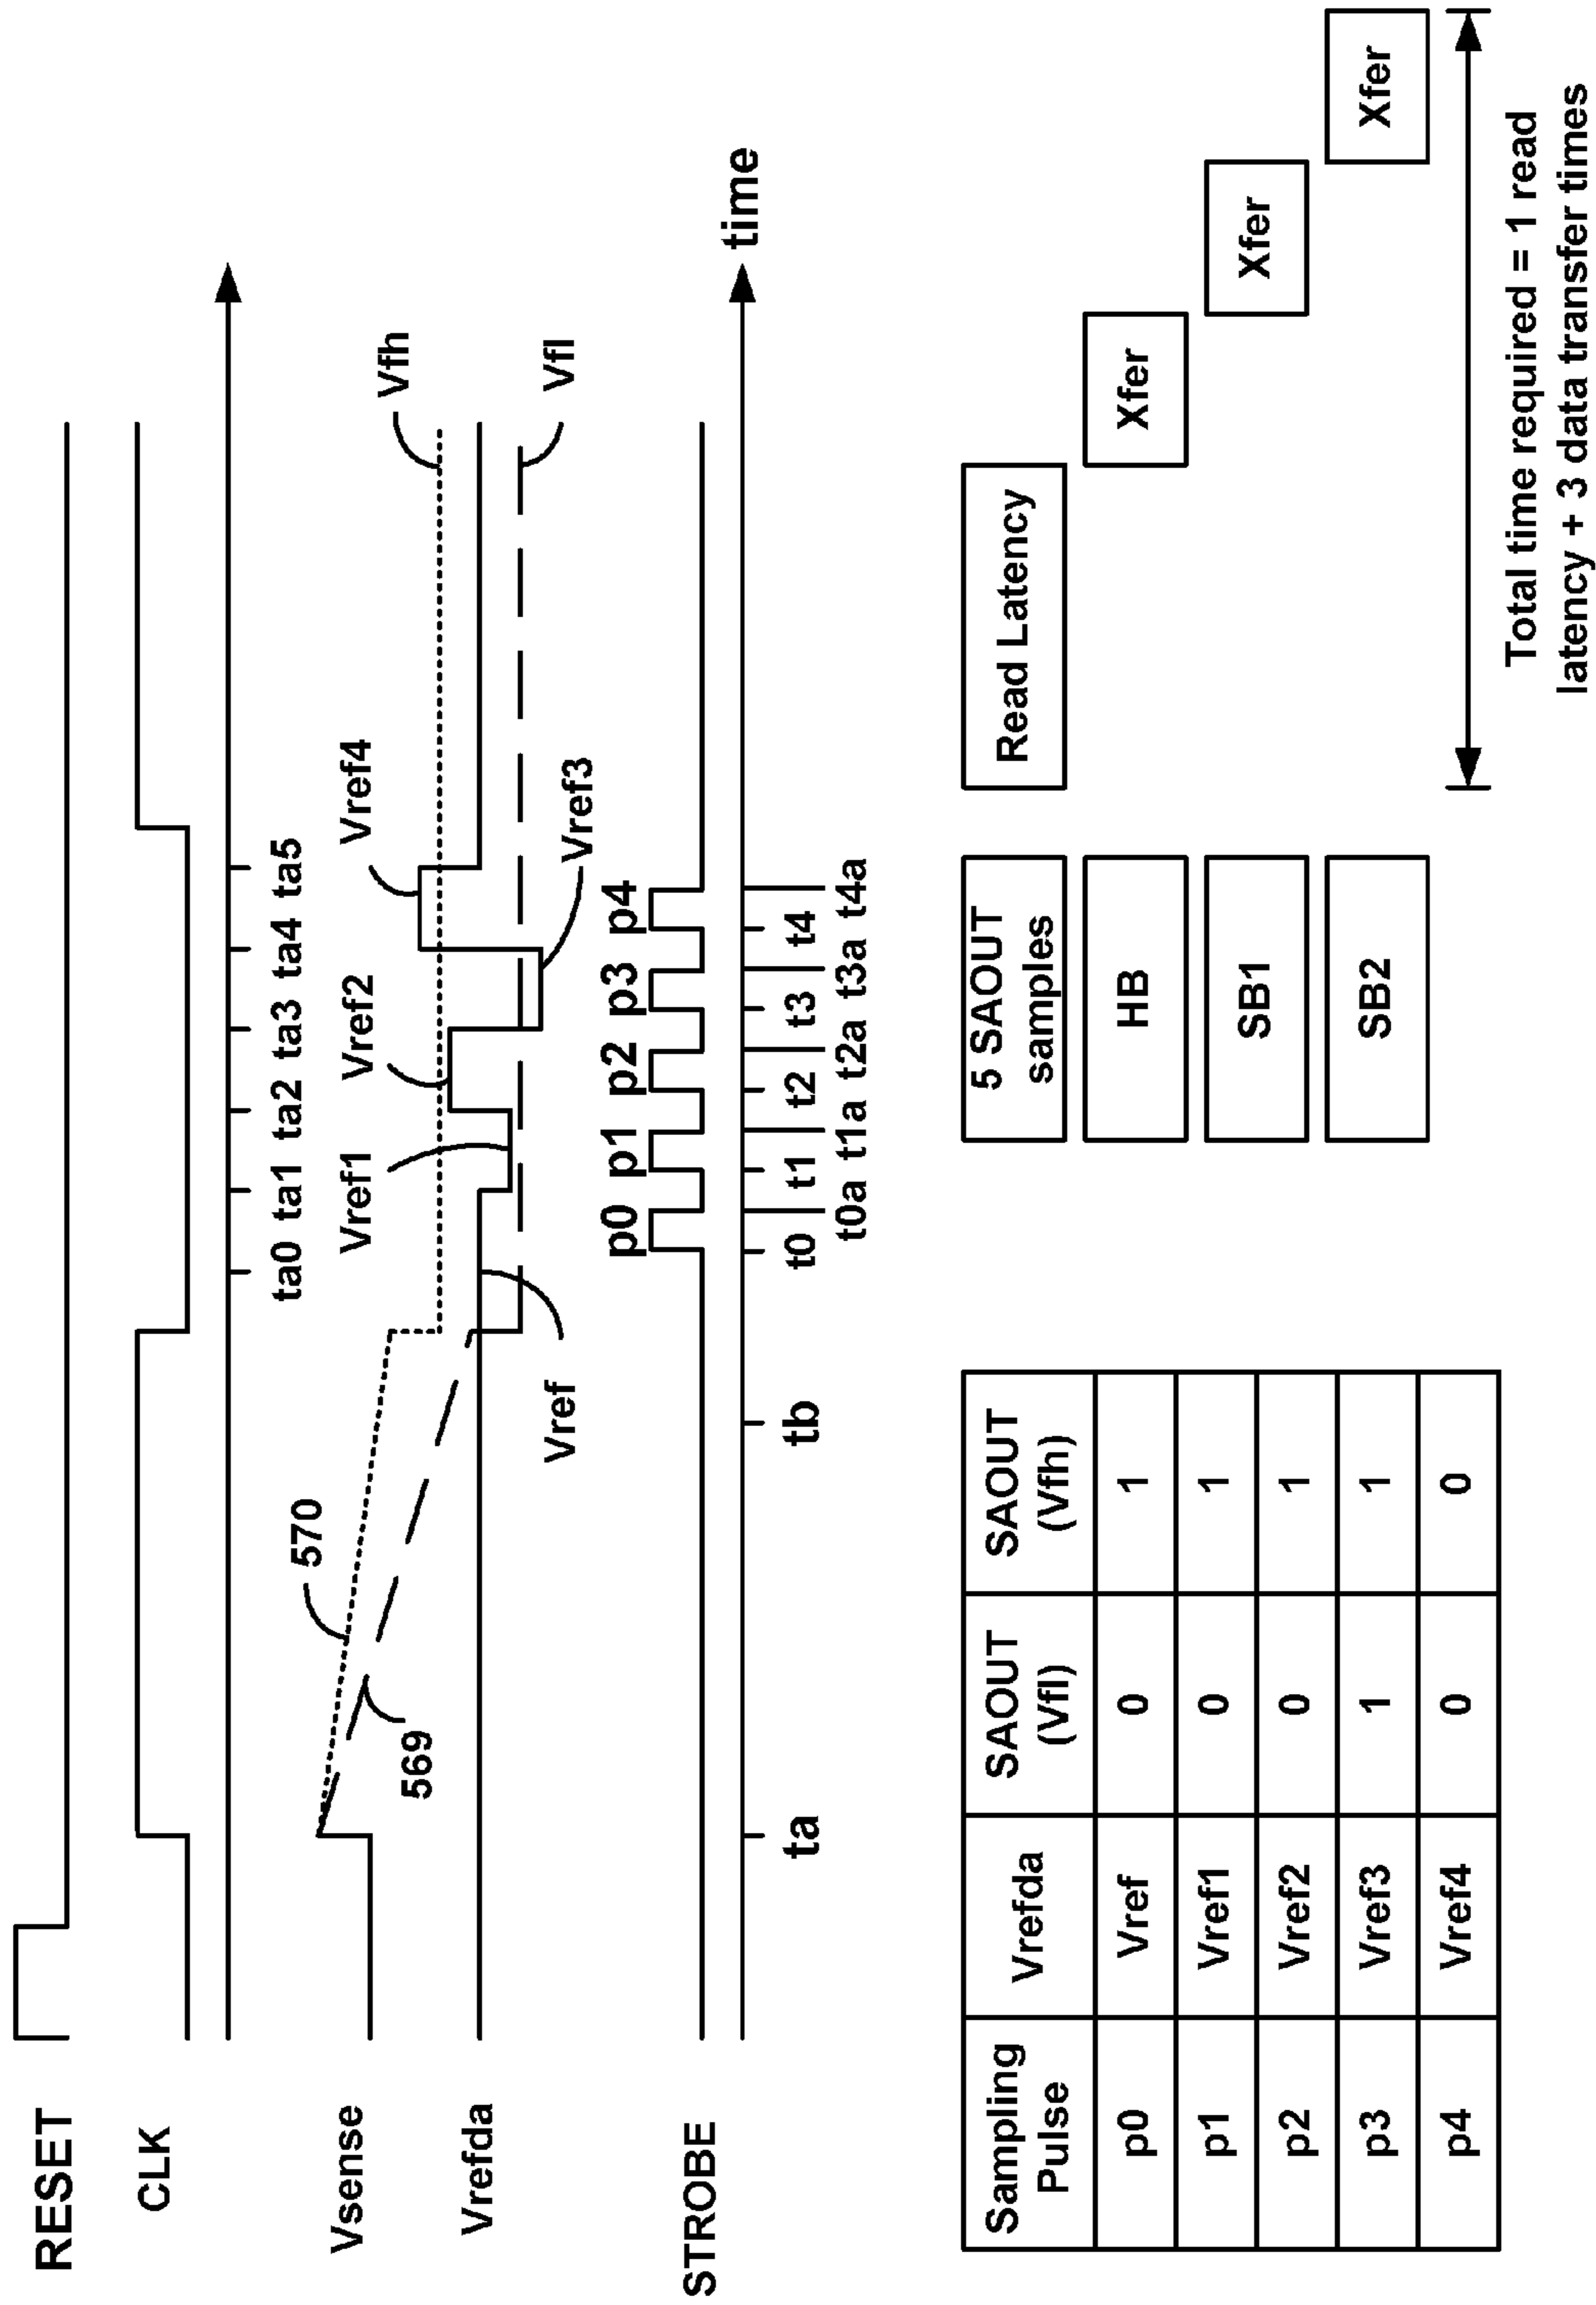 RESET
CLK
ta0 ta1 ta2 ta3 ta4 ta5
Vsense
570
569
Vref1
Vref2
Vref4
Vfh
Vrefda
Vref
Vref3
Vfl
STROBE
p0 p1 p2 p3 p4
time
ta
tb
t0 t1 t2 t3 t4
t0a t1a t2a t3a t4a
Sampling Pulse
Vrefda
SAOUT (Vfl)
SAOUT (Vfh)
p0 Vref 0 1
p1 Vref1 0 1
p2 Vref2 0 1
p3 Vref3 1 1
p4 Vref4 0 0
5 SAOUT
samples
Read Latency
HB
Xfer
SB1
Xfer
SB2
Xfer
Total time required = 1 read
latency + 3 data transfer times